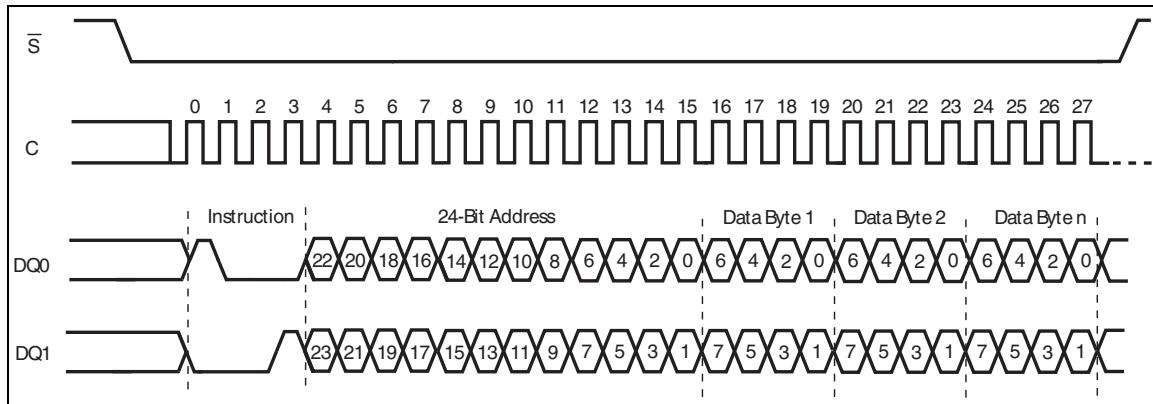 S
0 1 2 3 4 5 6 7 8 9 10 11 12 13 14 15 16 17 18 19 20 21 22 23 24 25 26 27
C
Instruction 24-Bit Address Data Byte 1 Data Byte 2 Data Byte n
DQ0 22 20 18 16 14 12 10 8 6 4 2 0 6 4 2 0 6 4 2 0 6 4 2 0
DQ1 23 21 19 17 15 13 11 9 7 5 3 1 7 5 3 1 7 5 3 1 7 5 3 1